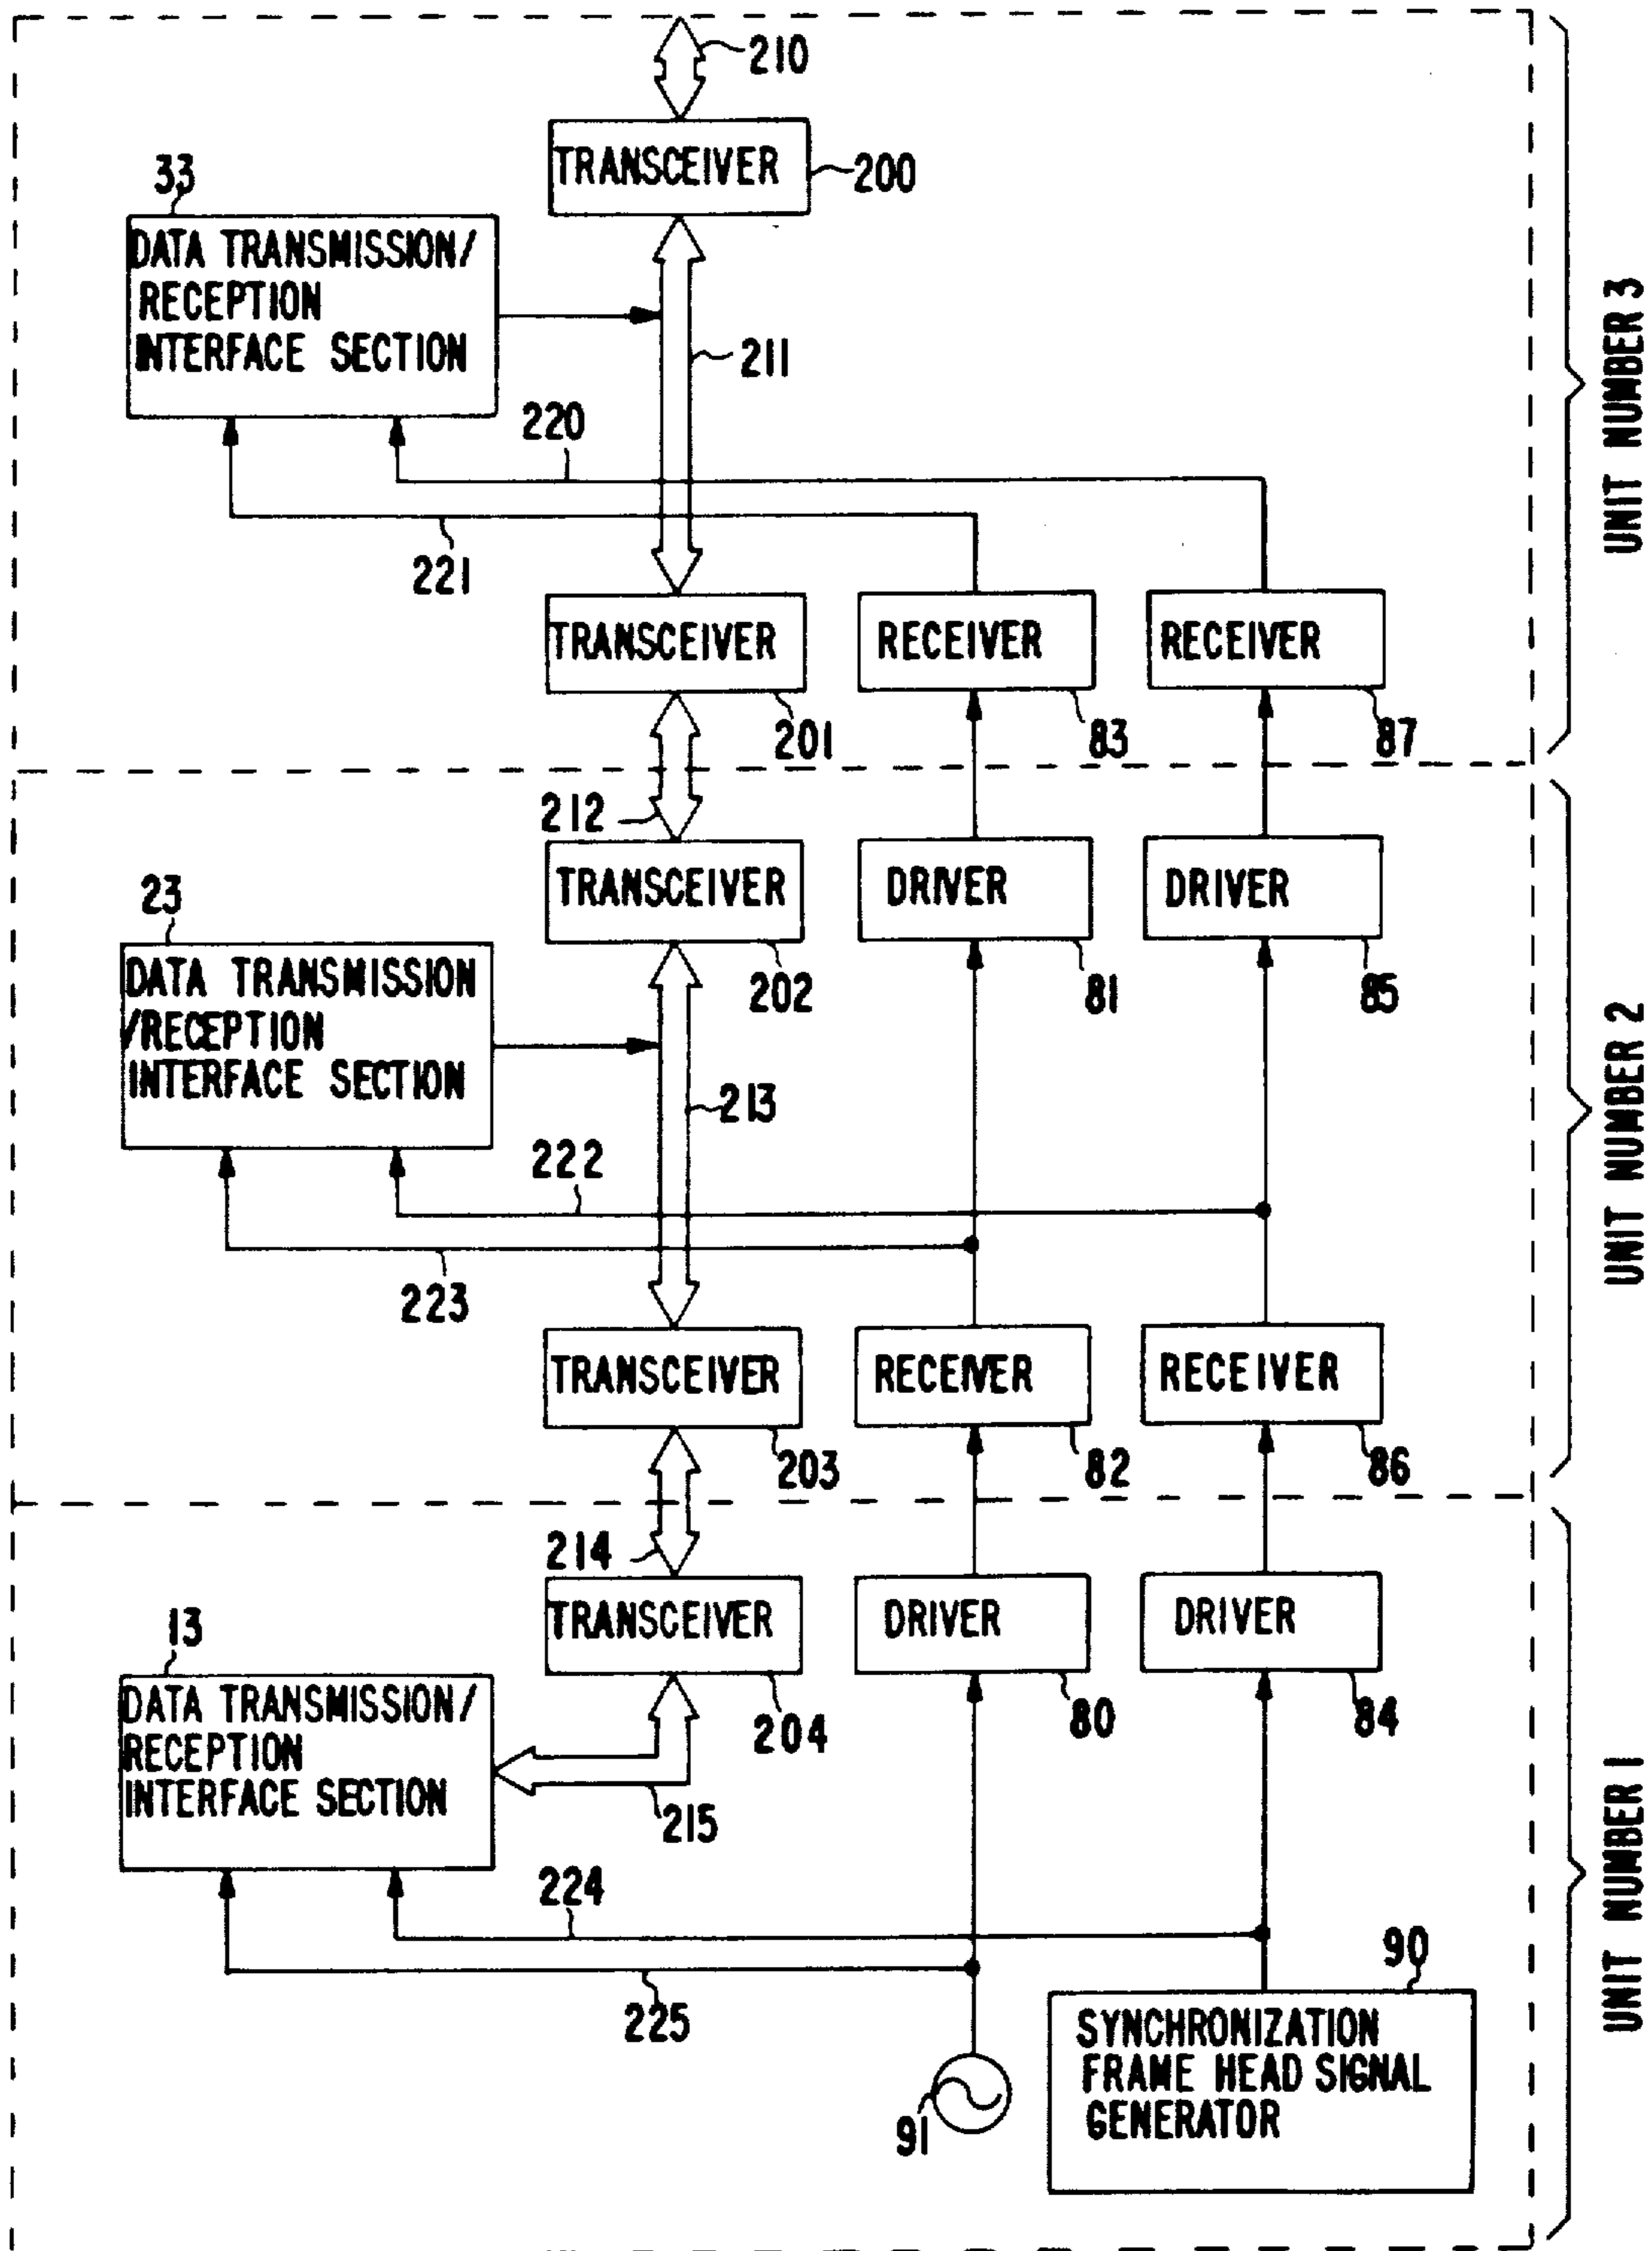 210
TRANSCEIVER
200
33
DATA TRANSMISSION/
RECEPTION
INTERFACE SECTION
211
220
221
TRANSCEIVER
RECEIVER
RECEIVER
201
83
87
UNIT NUMBER 3
212
TRANSCEIVER
DRIVER
DRIVER
202
81
85
23
DATA TRANSMISSION
/RECEPTION
INTERFACE SECTION
213
222
223
TRANSCEIVER
RECEIVER
RECEIVER
203
82
86
UNIT NUMBER 2
214
TRANSCEIVER
DRIVER
DRIVER
204
80
84
13
DATA TRANSMISSION/
RECEPTION
INTERFACE SECTION
215
224
225
90
SYNCHRONIZATION
FRAME HEAD SIGNAL
GENERATOR
91
UNIT NUMBER 1